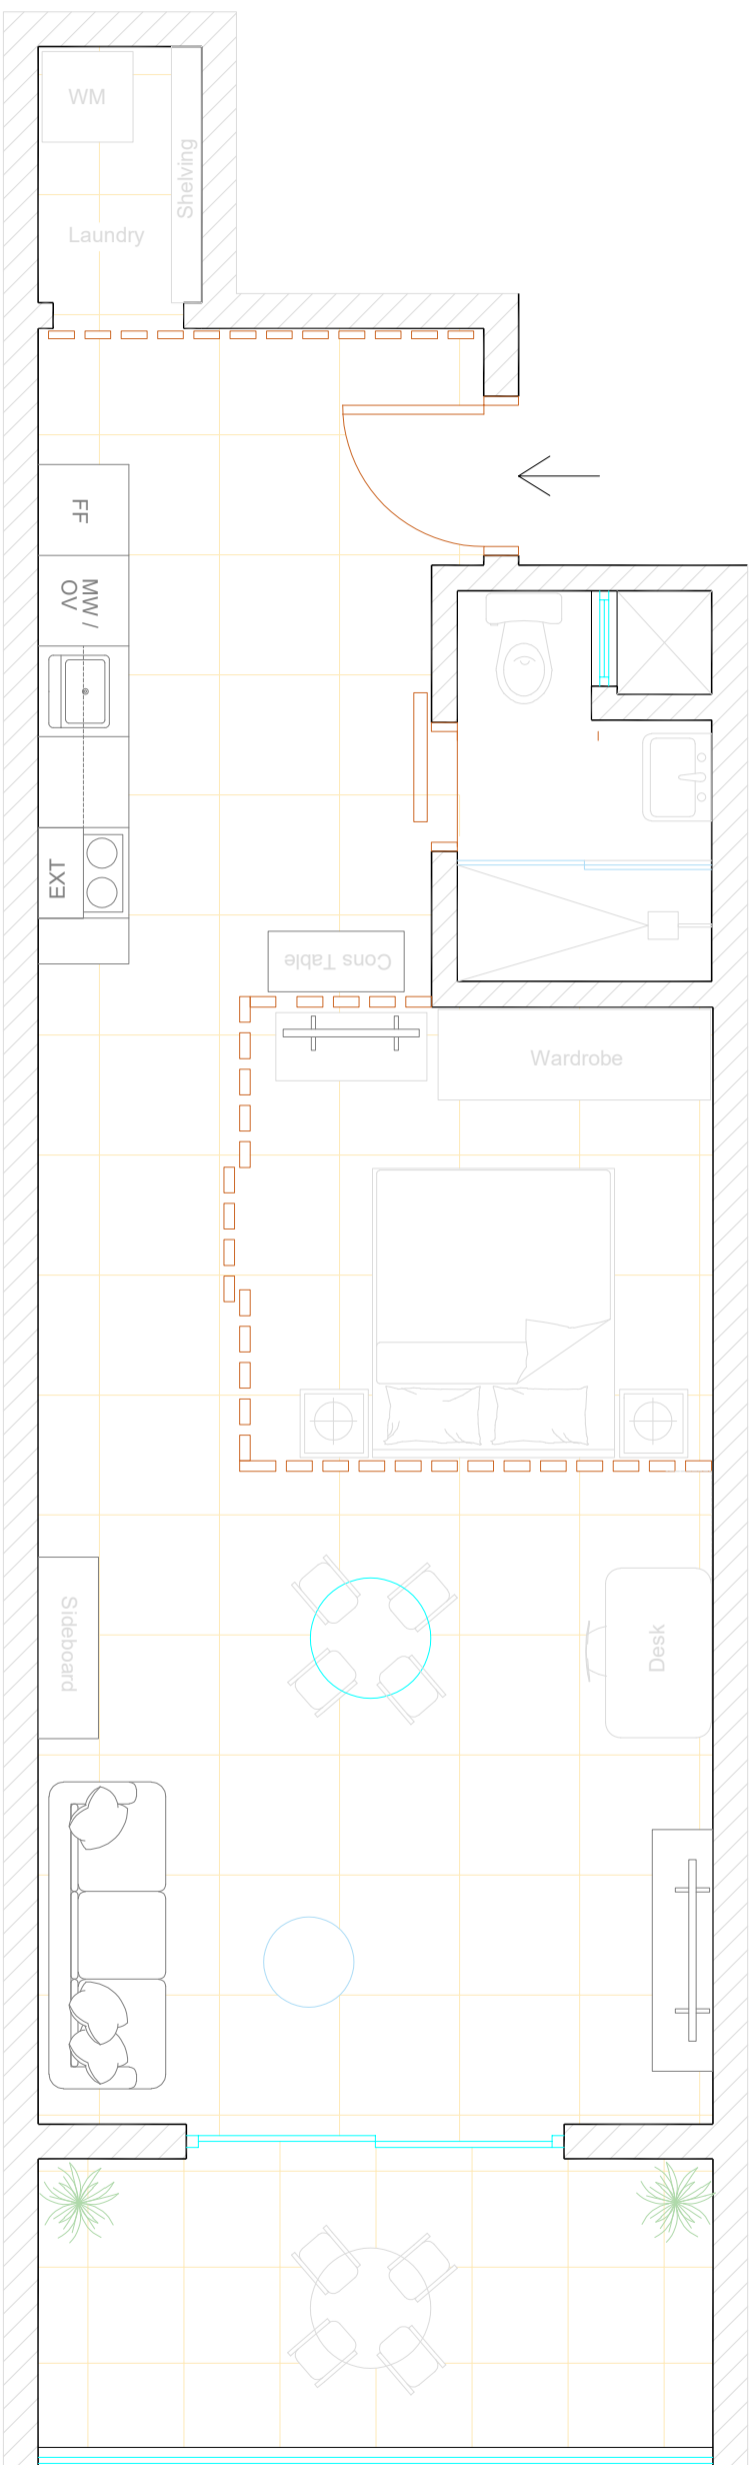 WM
Shelving
Laundry
FF
MW /
OV
EXT
Cons Table
Wardrobe
Sideboard
Desk